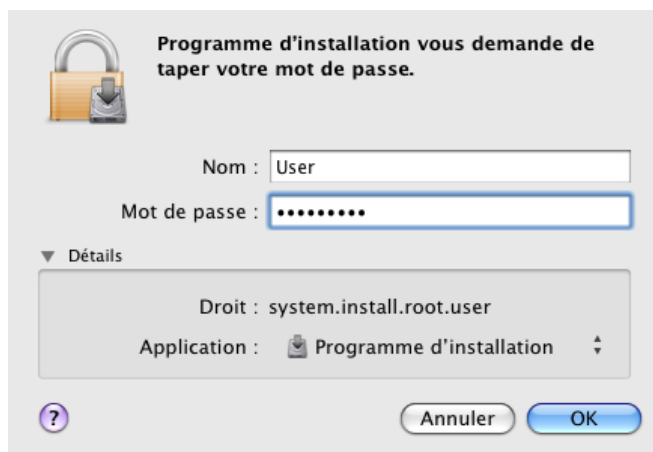 Programme d'installation vous demande de
taper votre mot de passe.
Nom : User
Mot de passe : •••••••••
Détails
Droit : system.install.root.user
Application : Programme d'installation
?
Annuler
OK